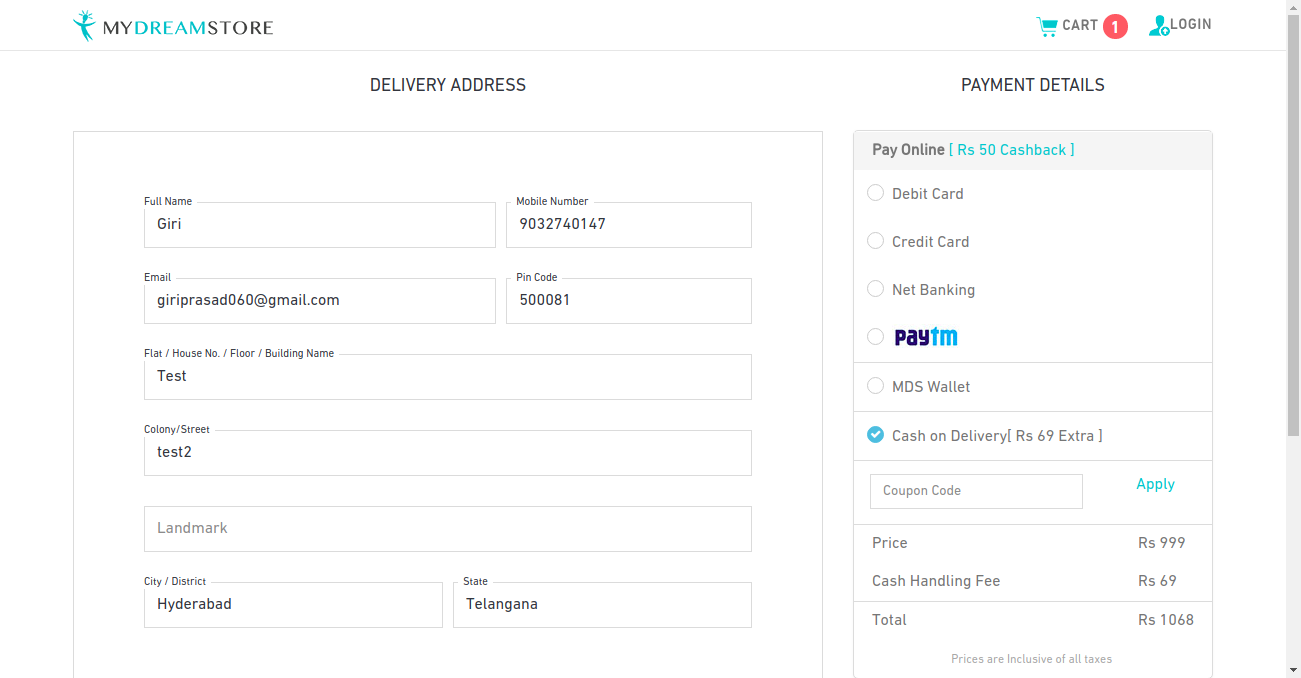 MYDREAMSTORE
CART 1
LOGIN
DELIVERY ADDRESS
Full Name
Giri
Mobile Number
9032740147
Email
giriprasad060@gmail.com
Pin Code
500081
Flat / House No. / Floor / Building Name
Test
Colony/Street
test2
Landmark
City / District
Hyderabad
State
Telangana
PAYMENT DETAILS
Pay Online [ Rs 50 Cashback ]
Debit Card
Credit Card
Net Banking
paytm
MDS Wallet
Cash on Delivery[ Rs 69 Extra ]
Coupon Code
Apply
Price Rs 999
Cash Handling Fee Rs 69
Total Rs 1068
Prices are Inclusive of all taxes